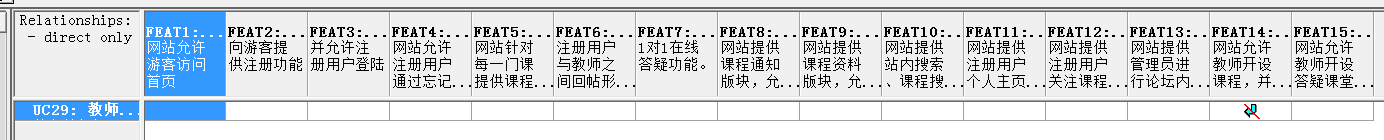 Relationships:
- direct only
FEAT1:...
网站允许
游客访问
首页
FEAT2:...
向游客提
供注册功能
FEAT3:...
并允许注
册用户登陆
FEAT4:...
网站允许
注册用户
通过忘记...
FEAT5:...
网站针对
每一门课
提供课程...
FEAT6:...
注册用户
与教师之
间回帖形...
FEAT7:...
1对1在线
答疑功能。
FEAT8:...
网站提供
课程通知
版块，允...
FEAT9:...
网站提供
课程资料
版块，允...
FEAT10:...
网站提供
站内搜索
、课程搜...
FEAT11:...
网站提供
注册用户
个人主页...
FEAT12:...
网站提供
注册用户
关注课程...
FEAT13:...
网站提供
管理员进
行论坛内...
FEAT14:...
网站允许
教师开设
课程，并...
FEAT15:...
网站允许
教师开设
答疑课堂...
UC29: 教师...